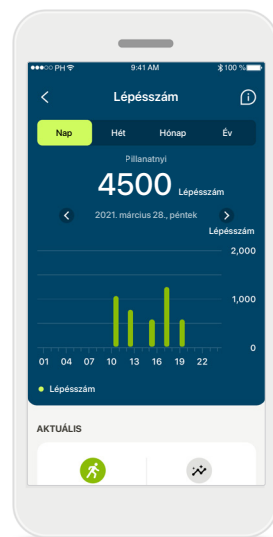 PH 9:41 AM 100 %
Lépésszám
Nap Hét Hónap Év
Pillanatnyi
4500 Lépésszám
2021. március 28., péntek
Lépésszám
2,000
1,000
0
01 04 07 10 13 16 19 22
Lépésszám
AKTUÁLIS